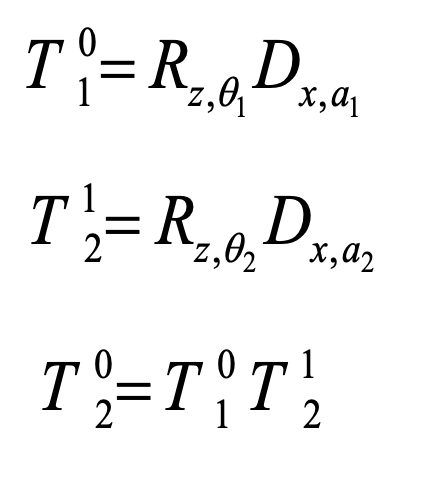 T^0_1 = R_{z,θ_1} D_{x,a_1}
T^1_2 = R_{z,θ_2} D_{x,a_2}
T^0_2 = T^0_1 T^1_2